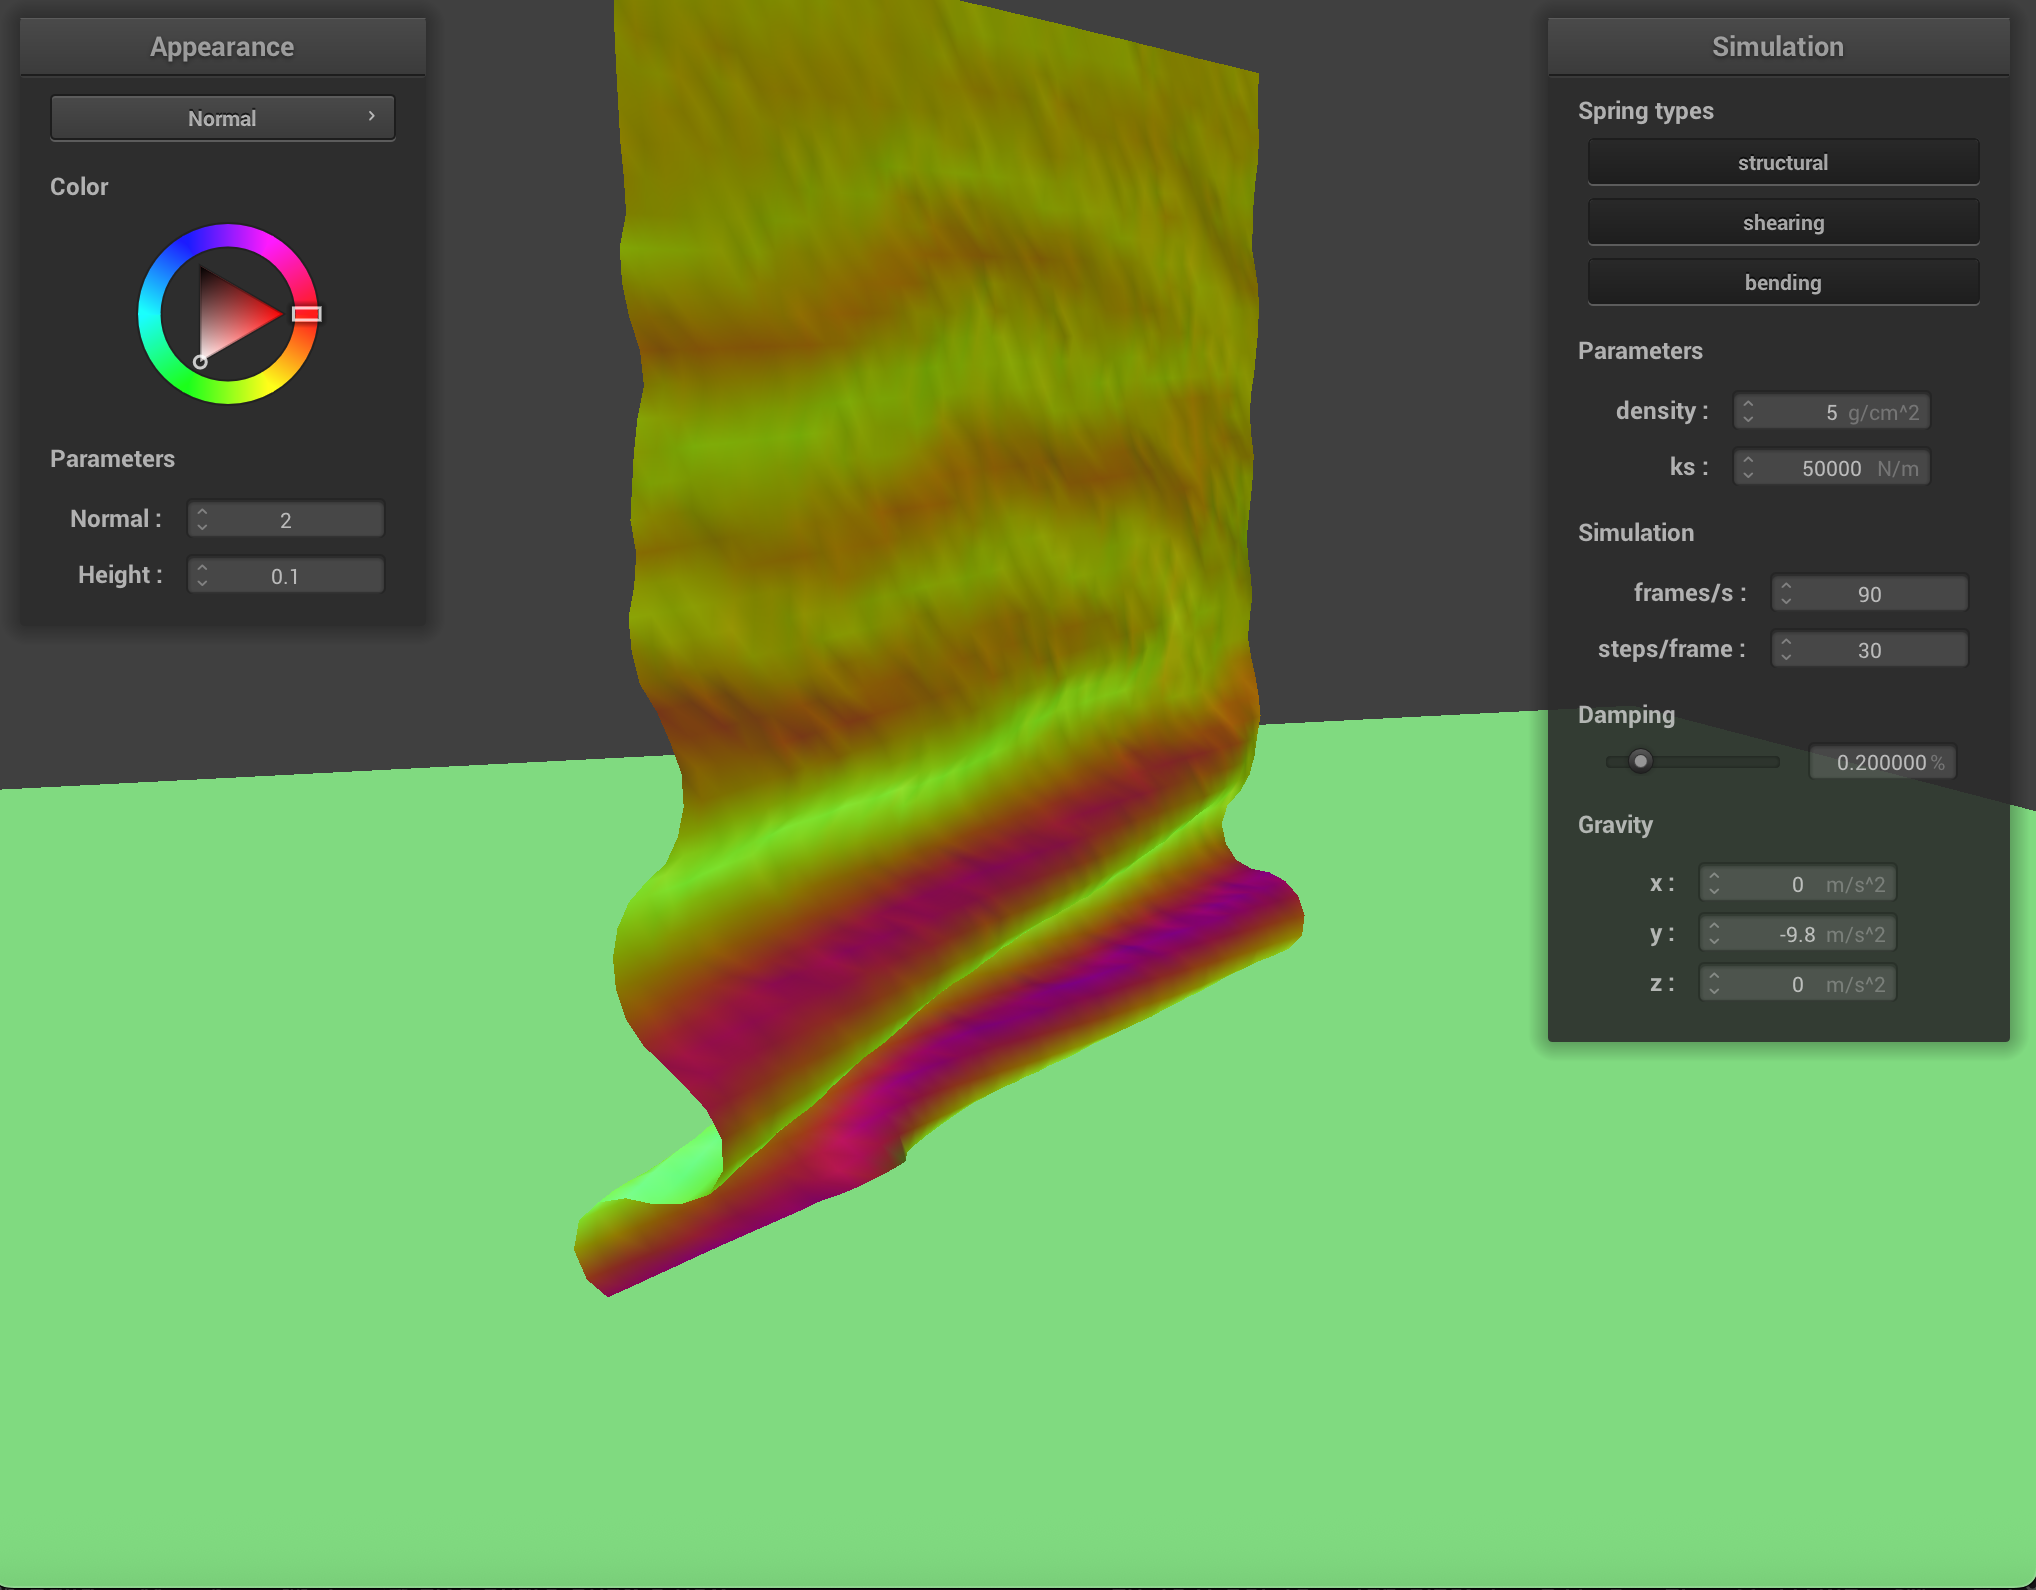 Appearance
Normal
Color
Parameters
Normal : 2
Height : 0.1
Simulation
Spring types
structural
shearing
bending
Parameters
density : 5 g/cm^2
ks : 50000 N/m
Simulation
frames/s : 90
steps/frame : 30
Damping
0.200000 %
Gravity
x : 0 m/s^2
y : -9.8 m/s^2
z : 0 m/s^2